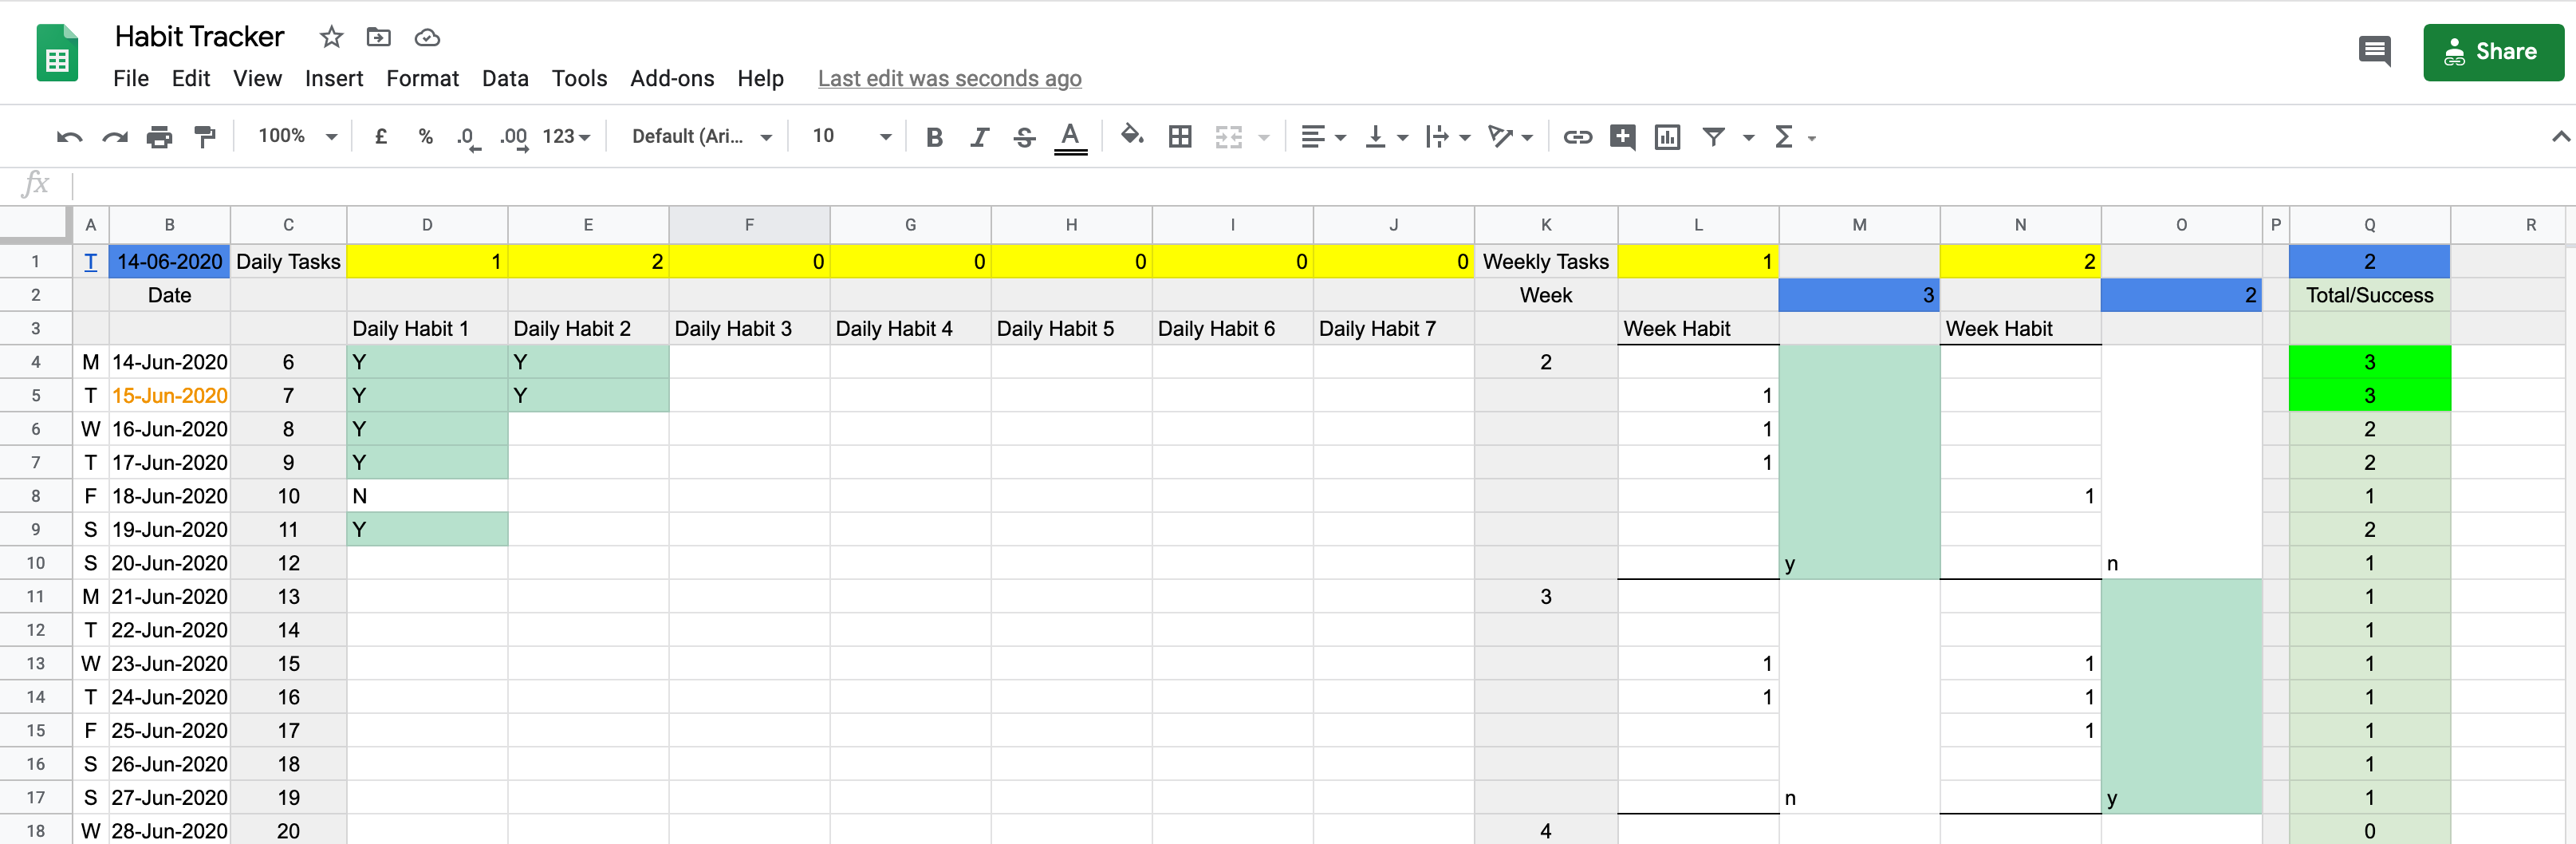 Habit Tracker
File Edit View Insert Format Data Tools Add-ons Help Last edit was seconds ago
Share
100% £ % .0 .00 123 Default (Ari... 10 B I S A Σ
fx
A B C D E F G H I J K L M N O P Q R
1 T 14-06-2020 Daily Tasks 1 2 0 0 0 0 0 Weekly Tasks 1 2 2
2 Date Week 3 2 Total/Success
3 Daily Habit 1 Daily Habit 2 Daily Habit 3 Daily Habit 4 Daily Habit 5 Daily Habit 6 Daily Habit 7 Week Habit Week Habit
4 M 14-Jun-2020 6 Y Y 2 3
5 T 15-Jun-2020 7 Y Y 1 3
6 W 16-Jun-2020 8 Y 1 2
7 T 17-Jun-2020 9 Y 1 2
8 F 18-Jun-2020 10 N 1 1
9 S 19-Jun-2020 11 Y 2
10 S 20-Jun-2020 12 y n 1
11 M 21-Jun-2020 13 3 1
12 T 22-Jun-2020 14 1
13 W 23-Jun-2020 15 1 1 1
14 T 24-Jun-2020 16 1 1 1
15 F 25-Jun-2020 17 1 1
16 S 26-Jun-2020 18 1
17 S 27-Jun-2020 19 n y 1
18 W 28-Jun-2020 20 4 0